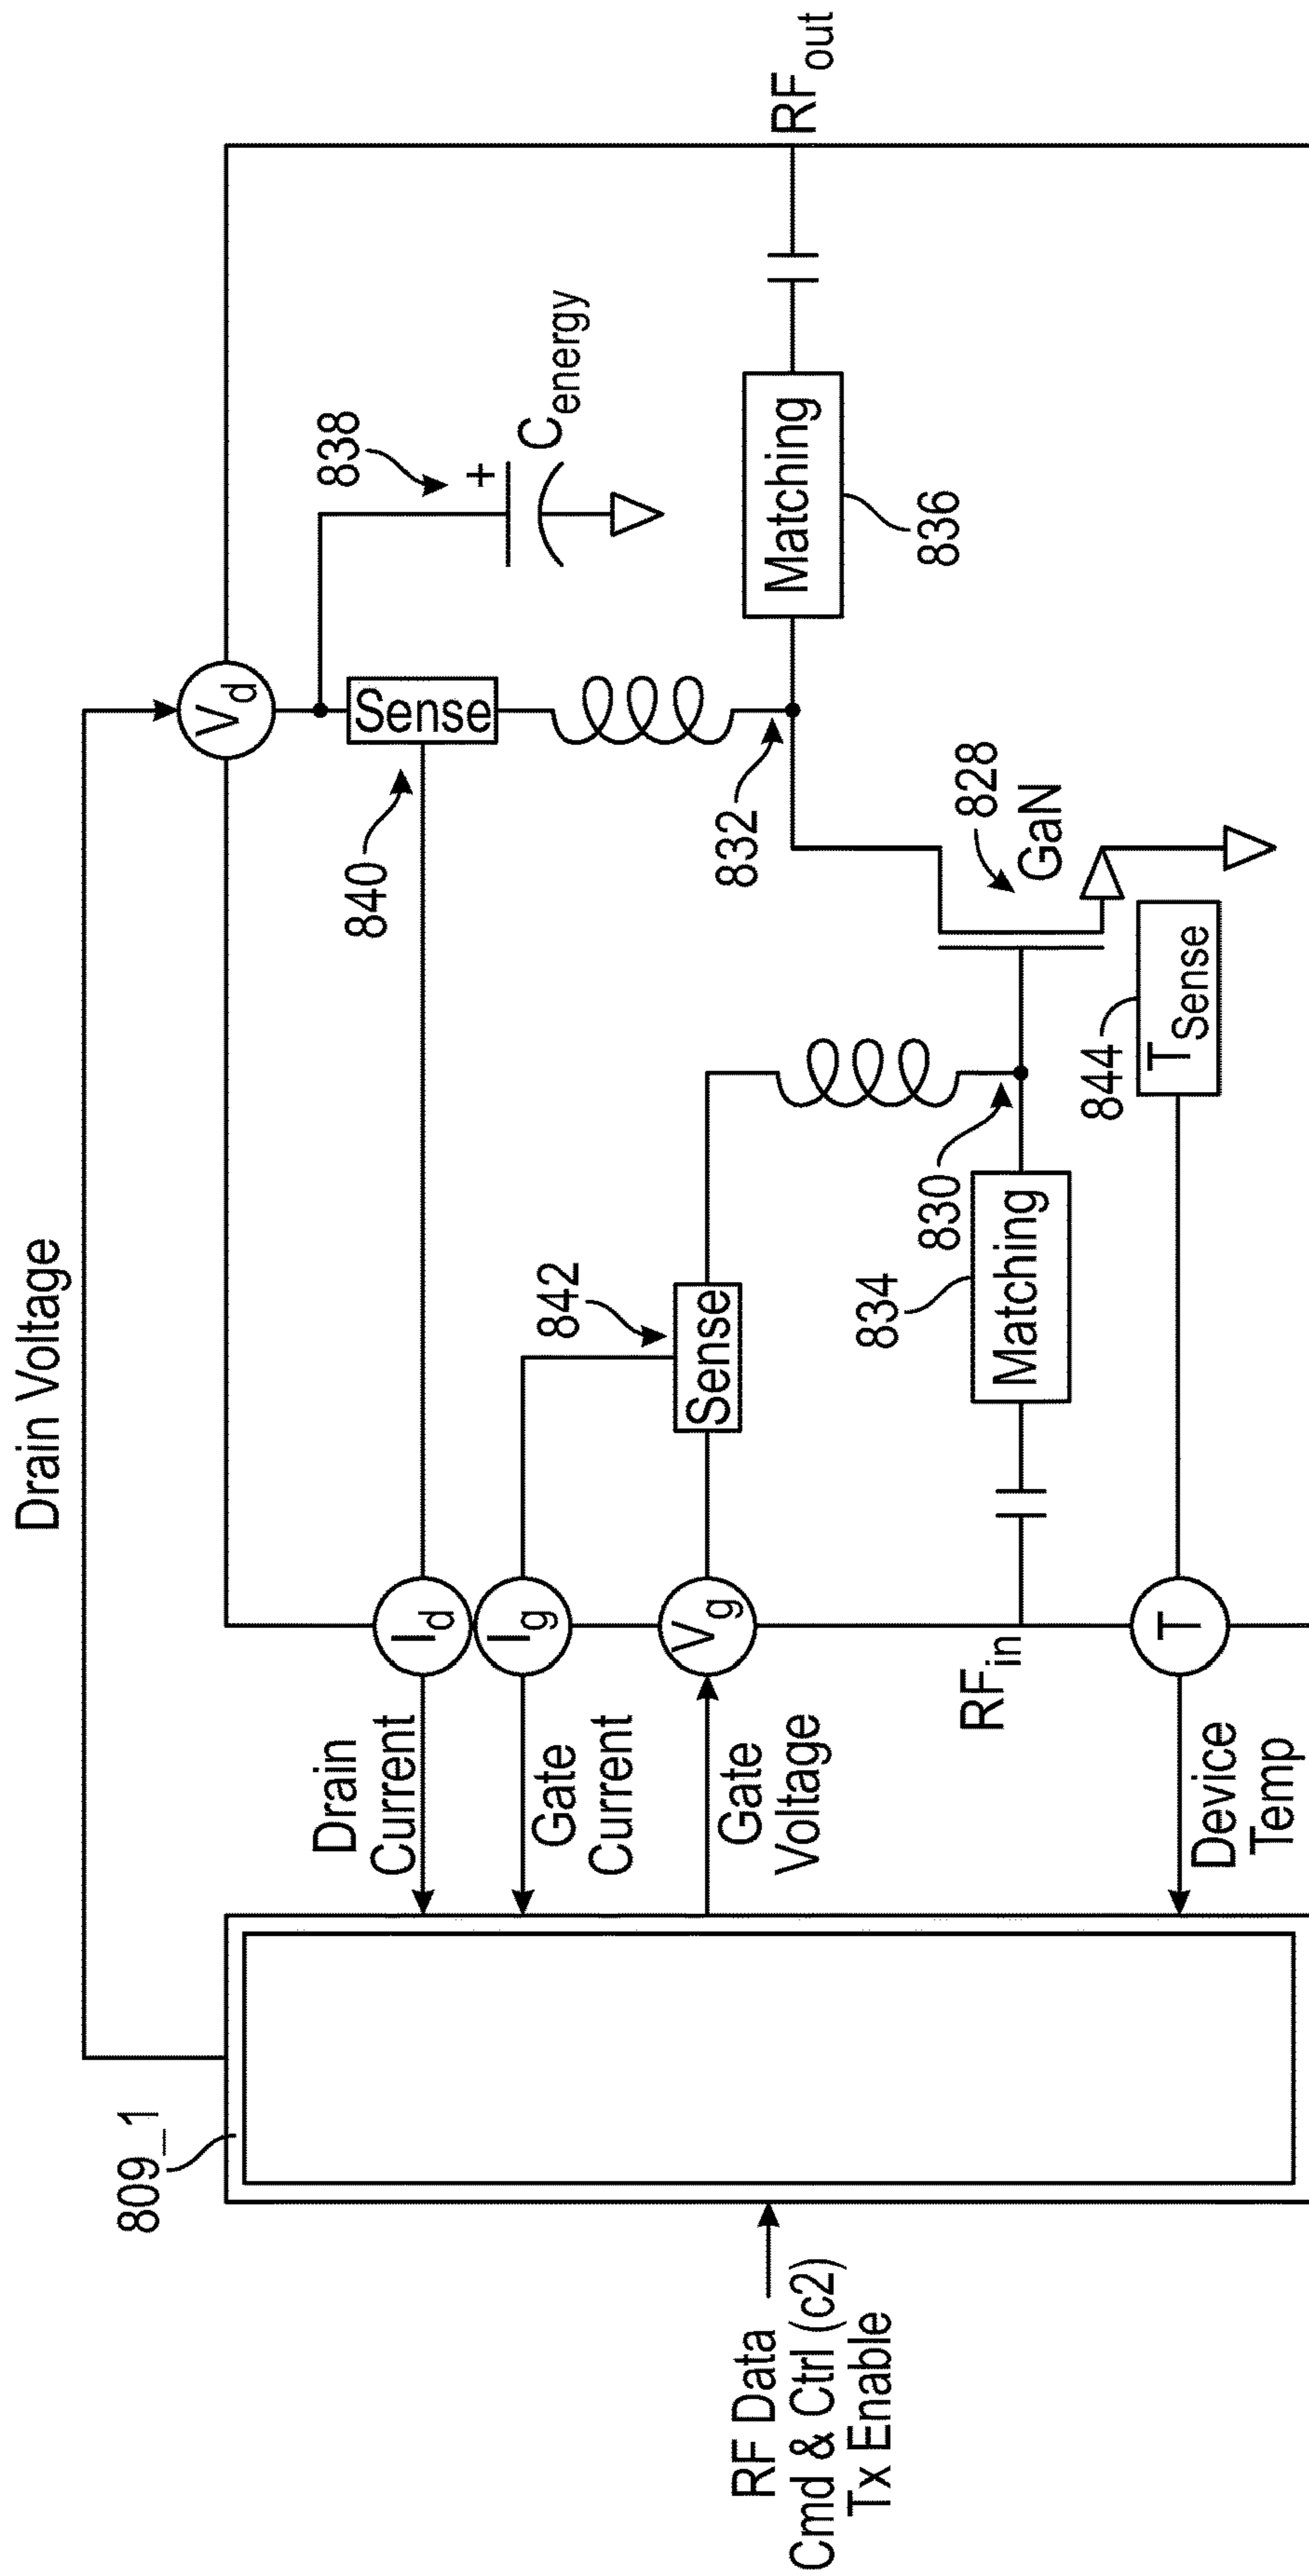 Drain Voltage
809_1
RF Data
Cmd & Ctrl (c2)
Tx Enable
Drain
Current
Gate
Current
Gate
Voltage
Device
Temp
Id
Ig
Vg
RFin
T
Vd
840
Sense
838
+
Cenergy
842
Sense
832
Matching
836
RFout
834
Matching
830
828
GaN
844
TSense